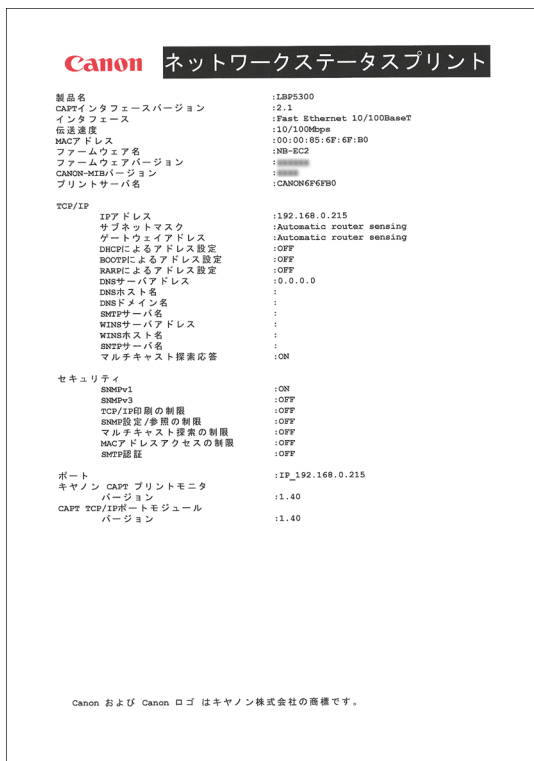 Canon ネットワークステータスプリント
製品名 :LBP5300
CAPTインタフェースバージョン :2.1
インタフェース :Fast Ethernet 10/100BaseT
伝送速度 :10/100Mbps
MACアドレス :00:00:85:6F:6F:B0
ファームウェア名 :NB-EC2
ファームウェアバージョン :
CANON-MIBバージョン :
プリントサーバ名 :CANON6F6FB0
TCP/IP
IPアドレス :192.168.0.215
サブネットマスク :Automatic router sensing
ゲートウェイアドレス :Automatic router sensing
DHCPによるアドレス設定 :OFF
BOOTPによるアドレス設定 :OFF
RARPによるアドレス設定 :OFF
DNSサーバアドレス :0.0.0.0
DNSホスト名 :
DNSドメイン名 :
SMTPサーバ名 :
WINSサーバアドレス :
WINSホスト名 :
SNTPサーバ名 :
マルチキャスト探索応答 :ON
セキュリティ
SNMPv1 :ON
SNMPv3 :OFF
TCP/IP印刷の制限 :OFF
SNMP設定/参照の制限 :OFF
マルチキャスト探索の制限 :OFF
MACアドレスアクセスの制限 :OFF
SMTP認証 :OFF
ポート :IP_192.168.0.215
キヤノン CAPT プリントモニタ
バージョン :1.40
CAPT TCP/IPポートモジュール
バージョン :1.40
Canon および Canon ロゴ はキヤノン株式会社の商標です。